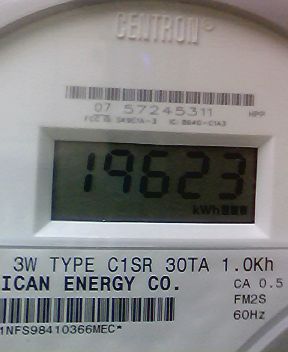 CENTRON®
07 57245311 HPP
19623
kWh
3W TYPE C1SR 30TA 1.0Kh
ICAN ENERGY CO. CA 0.5
FM2S
60Hz
1NFS98410366MEC*